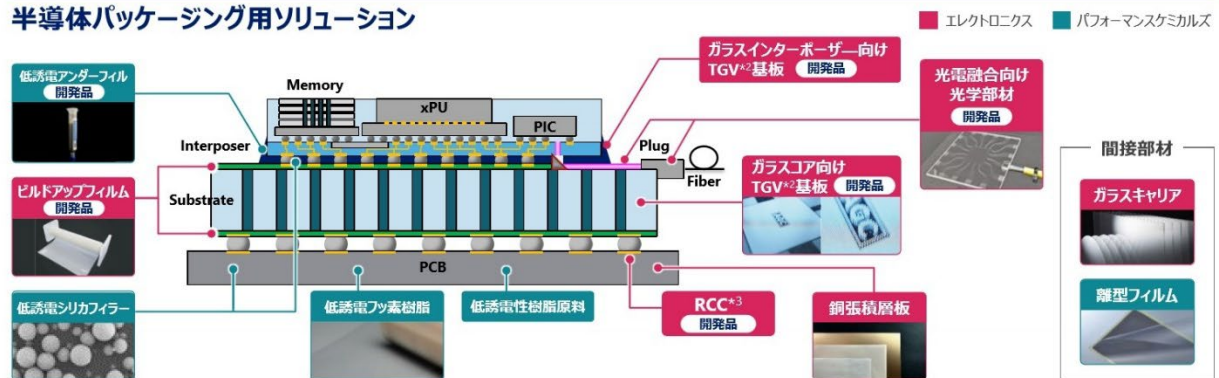 半導体パッケージング用ソリューション
エレクトロニクス
パフォーマンスケミカルズ
低誘電アンダーフィル
開発品
Memory
xPU
PIC
Interposer
ガラスインターポーザー向け
TGV*2基板 開発品
光電融合向け
光学部材
開発品
Plug
Fiber
間接部材
ビルドアップフィルム
開発品
Substrate
ガラスコア向け
TGV*2基板 開発品
ガラスキャリア
PCB
低誘電シリカフィラー
低誘電フッ素樹脂
低誘電性樹脂原料
RCC*3
開発品
銅張積層板
離型フィルム